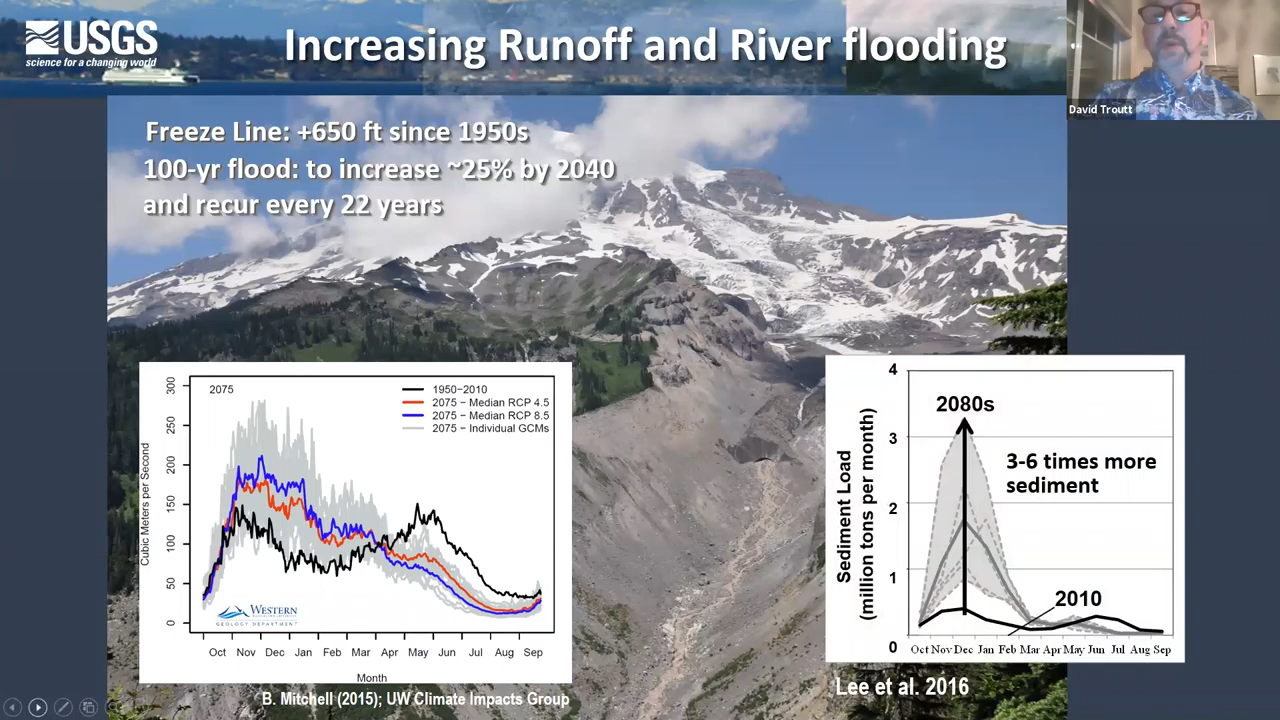 USGS
science for a changing world
Increasing Runoff and River flooding
David Troutt
Freeze Line: +650 ft since 1950s
100-yr flood: to increase ~25% by 2040
and recur every 22 years
2075
1950-2010
2075 - Median RCP 4.5
2075 - Median RCP 8.5
2075 - Individual GCMs
Cubic Meters per Second
300
250
200
150
100
50
0
WESTERN
GEOLOGY DEPARTMENT
Oct Nov Dec Jan Feb Mar Apr May Jun Jul Aug Sep
Month
B. Mitchell (2015); UW Climate Impacts Group
Sediment Load
(million tons per month)
4
3
2
1
0
2080s
3-6 times more
sediment
2010
Oct Nov Dec Jan Feb Mar Apr May Jun Jul Aug Sep
Lee et al. 2016